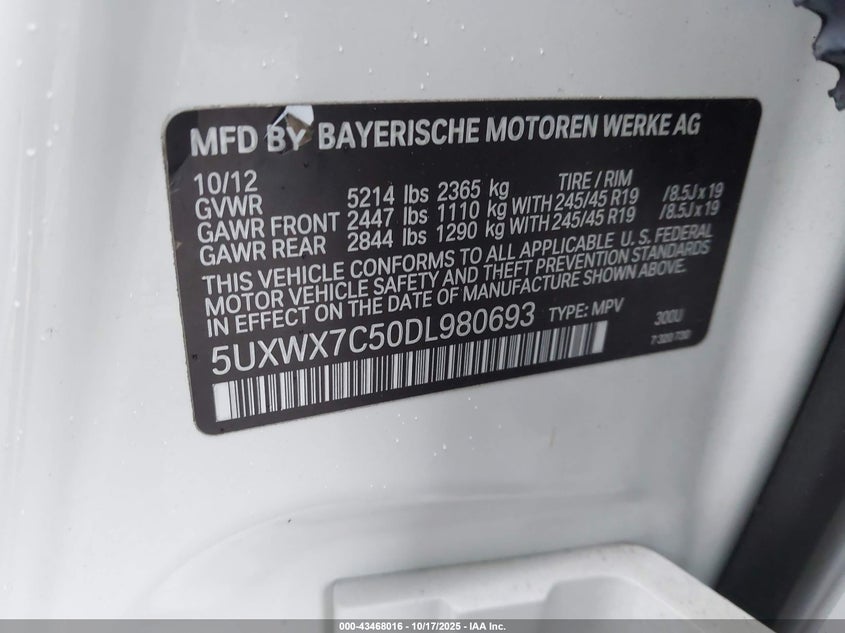 MFD BY BAYERISCHE MOTOREN WERKE AG
10/12 TIRE / RIM
GVWR 5214 lbs 2365 kg
GAWR FRONT 2447 lbs 1110 kg WITH 245/45 R19 /8.5J x 19
GAWR REAR 2844 lbs 1290 kg WITH 245/45 R19 /8.5J x 19
THIS VEHICLE CONFORMS TO ALL APPLICABLE U.S. FEDERAL
MOTOR VEHICLE SAFETY AND THEFT PREVENTION STANDARDS
IN EFFECT ON THE DATE OF MANUFACTURE SHOWN ABOVE.
5UXWX7C50DL980693 TYPE: MPV 300U
7 320 730
000-43468016 - 10/17/2025 - IAA Inc.